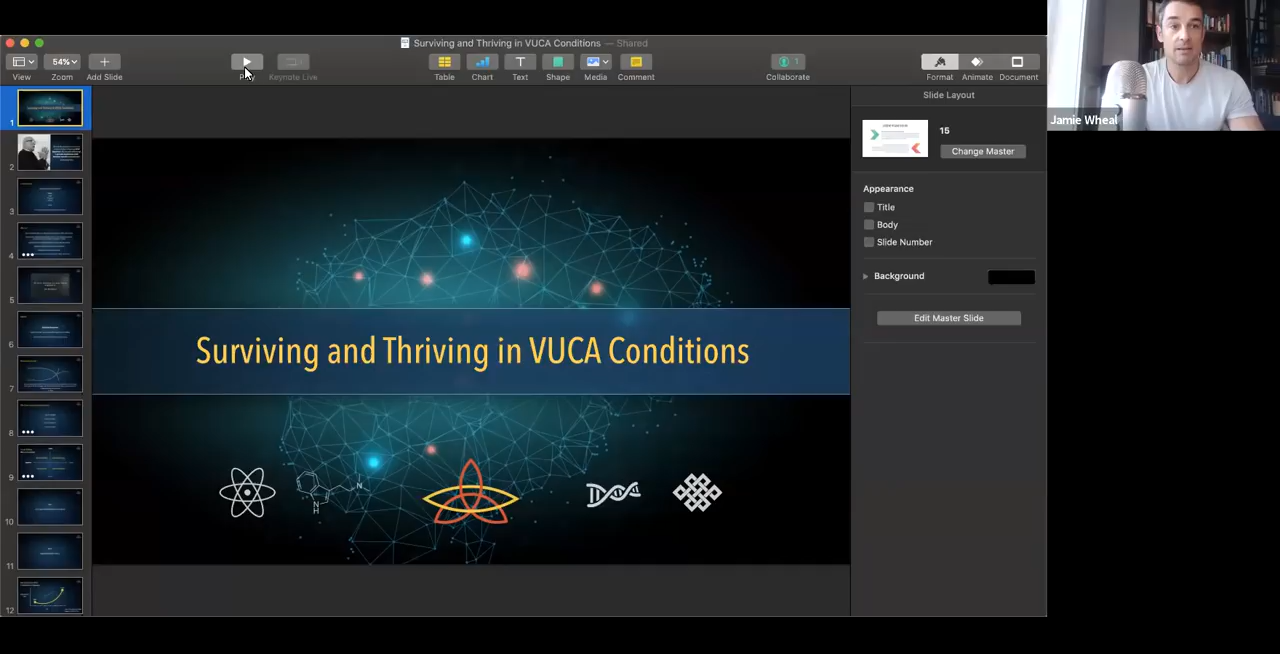 Surviving and Thriving in VUCA Conditions — Shared
54%
View
Zoom
Add Slide
Play
Keynote Live
Table
Chart
Text
Shape
Media
Comment
1
Collaborate
Format
Animate
Document
Slide Layout
15
Change Master
Appearance
Title
Body
Slide Number
Background
Edit Master Slide
1
2
3
4
5
6
7
8
9
10
11
12
Surviving and Thriving in VUCA Conditions
N
N
H
Jamie Wheal